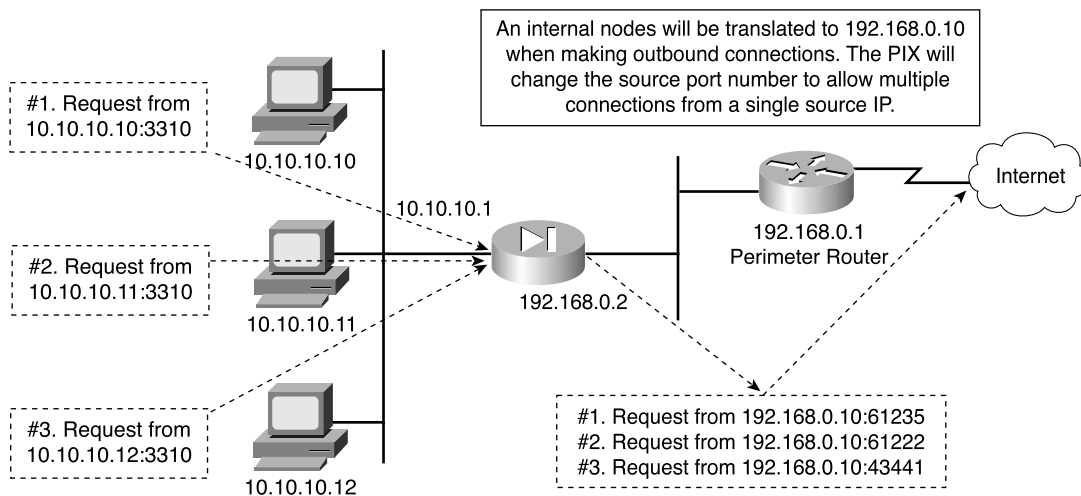 An internal nodes will be translated to 192.168.0.10
when making outbound connections. The PIX will
change the source port number to allow multiple
connections from a single source IP.
#1. Request from
10.10.10.10:3310
10.10.10.10
10.10.10.1
Internet
192.168.0.1
Perimeter Router
#2. Request from
10.10.10.11:3310
10.10.10.11
192.168.0.2
#3. Request from
10.10.10.12:3310
10.10.10.12
#1. Request from 192.168.0.10:61235
#2. Request from 192.168.0.10:61222
#3. Request from 192.168.0.10:43441